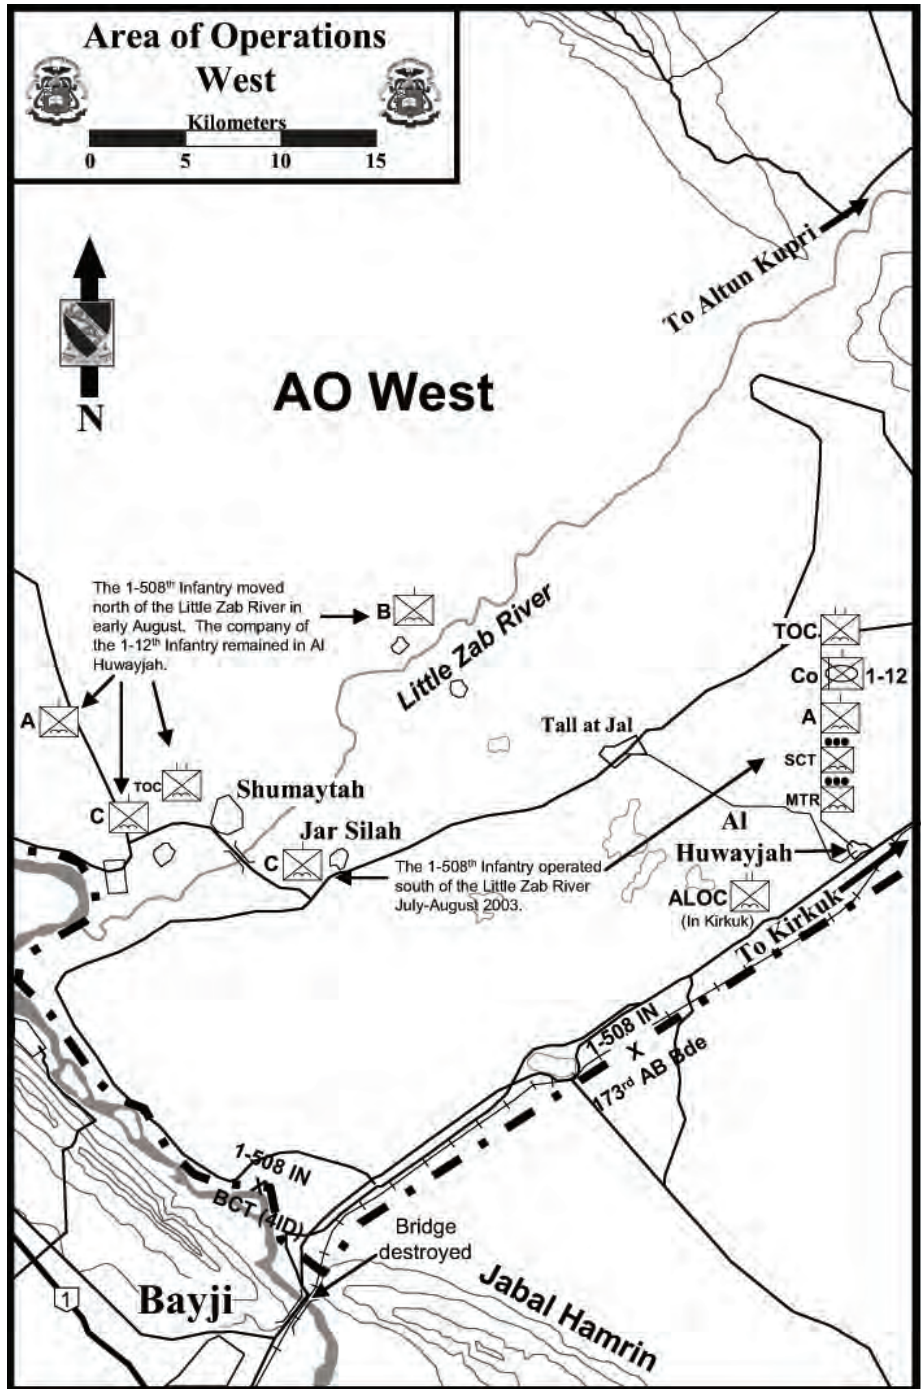 Area of Operations
West
Kilometers
0 5 10 15
To Altun Kupri
N
AO West
The 1-508th Infantry moved
north of the Little Zab River in
early August. The company of
the 1-12th Infantry remained in Al
Huwayjah.
B
Little Zab River
TOC
Co 1-12
A
SCT
MTR
A
TOC
C
Shumaytah
Tall at Jal
Jar Silah
C
The 1-508th Infantry operated
south of the Little Zab River
July-August 2003.
Al
Huwayjah
ALOC
(In Kirkuk)
To Kirkuk
1-508 IN
X
173rd AB Bde
1-508 IN
X
BCT (4ID)
Bridge
destroyed
1
Bayji
Jabal Hamrin